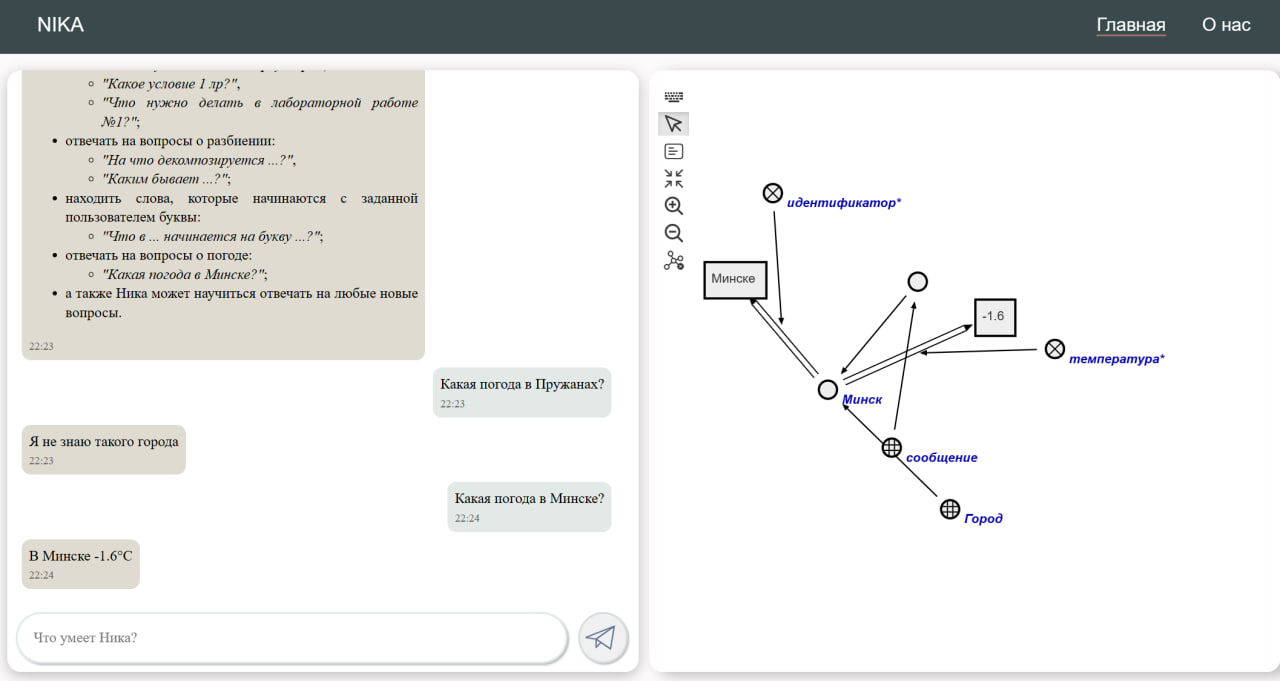 NIKA
Главная
О нас
"Какое условие 1 лр?",
"Что нужно делать в лабораторной работе
№1?";
отвечать на вопросы о разбиении:
"На что декомпозируется ...?",
"Каким бывает ...?";
находить слова, которые начинаются с заданной
пользователем буквы:
"Что в ... начинается на букву ...?";
отвечать на вопросы о погоде:
"Какая погода в Минске?";
а также Ника может научиться отвечать на любые новые
вопросы.
22:23
Какая погода в Пружанах?
22:23
Я не знаю такого города
22:23
Какая погода в Минске?
22:24
В Минске -1.6°C
22:24
Что умеет Ника?
идентификатор*
Минске
-1.6
температура*
Минск
сообщение
Город